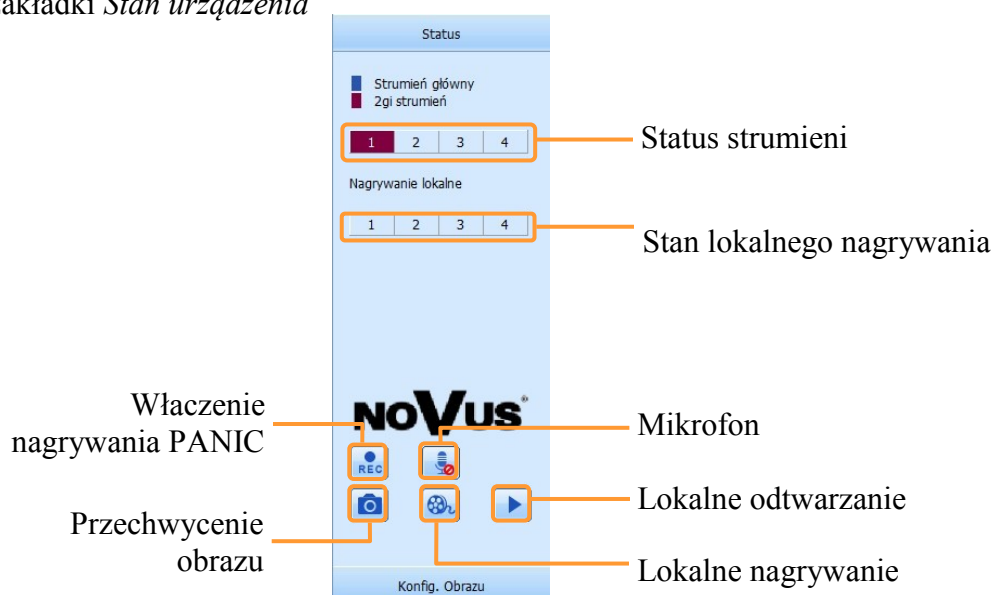 zakładki Stan urządzenia
Status
Strumień główny
2gi strumień
1 2 3 4
Status strumieni
Nagrywanie lokalne
1 2 3 4
Stan lokalnego nagrywania
NOVUS
Właczenie
nagrywania PANIC
REC
Mikrofon
Przechwycenie
obrazu
Lokalne odtwarzanie
Lokalne nagrywanie
Konfig. Obrazu